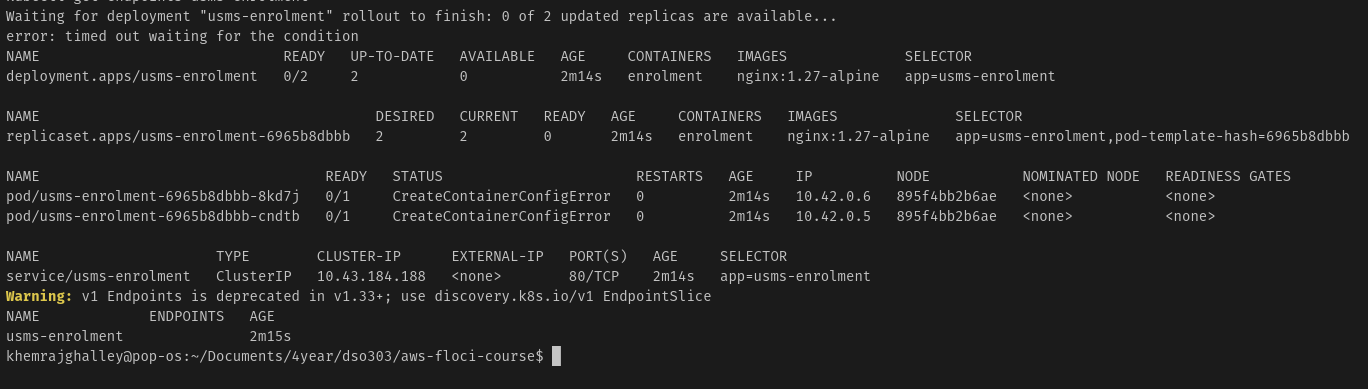 Waiting for deployment "usms-enrolment" rollout to finish: 0 of 2 updated replicas are available...
error: timed out waiting for the condition
NAME READY UP-TO-DATE AVAILABLE AGE CONTAINERS IMAGES SELECTOR
deployment.apps/usms-enrolment 0/2 2 0 2m14s enrolment nginx:1.27-alpine app=usms-enrolment
NAME DESIRED CURRENT READY AGE CONTAINERS IMAGES SELECTOR
replicaset.apps/usms-enrolment-6965b8dbbb 2 2 0 2m14s enrolment nginx:1.27-alpine app=usms-enrolment,pod-template-hash=6965b8dbbb
NAME READY STATUS RESTARTS AGE IP NODE NOMINATED NODE READINESS GATES
pod/usms-enrolment-6965b8dbbb-8kd7j 0/1 CreateContainerConfigError 0 2m14s 10.42.0.6 895f4bb2b6ae <none> <none>
pod/usms-enrolment-6965b8dbbb-cndtb 0/1 CreateContainerConfigError 0 2m14s 10.42.0.5 895f4bb2b6ae <none> <none>
NAME TYPE CLUSTER-IP EXTERNAL-IP PORT(S) AGE SELECTOR
service/usms-enrolment ClusterIP 10.43.184.188 <none> 80/TCP 2m14s app=usms-enrolment
Warning: v1 Endpoints is deprecated in v1.33+; use discovery.k8s.io/v1 EndpointSlice
NAME ENDPOINTS AGE
usms-enrolment 2m15s
khemrajghalley@pop-os:~/Documents/4year/dso303/aws-floci-course$